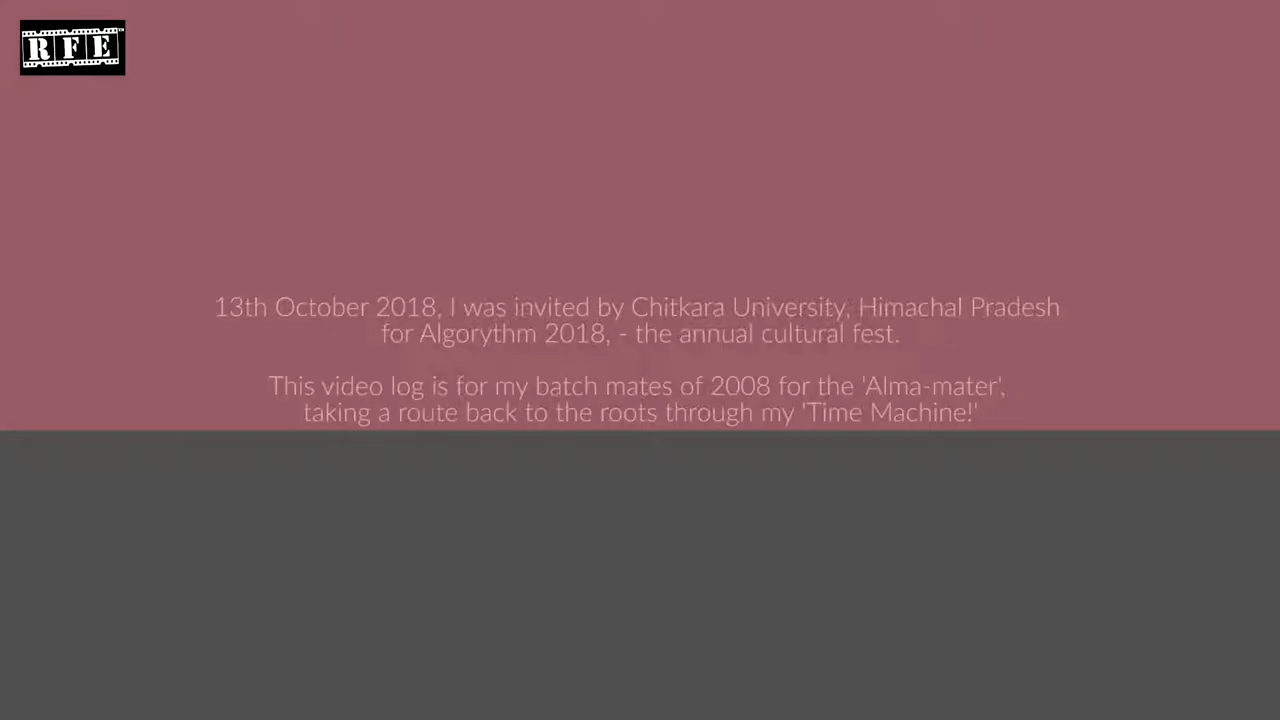 RFE
13th October 2018, I was invited by Chitkara University, Himachal Pradesh
for Algorythm 2018, - the annual cultural fest.
This video log is for my batch mates of 2008 for the 'Alma-mater',
taking a route back to the roots through my 'Time Machine!'